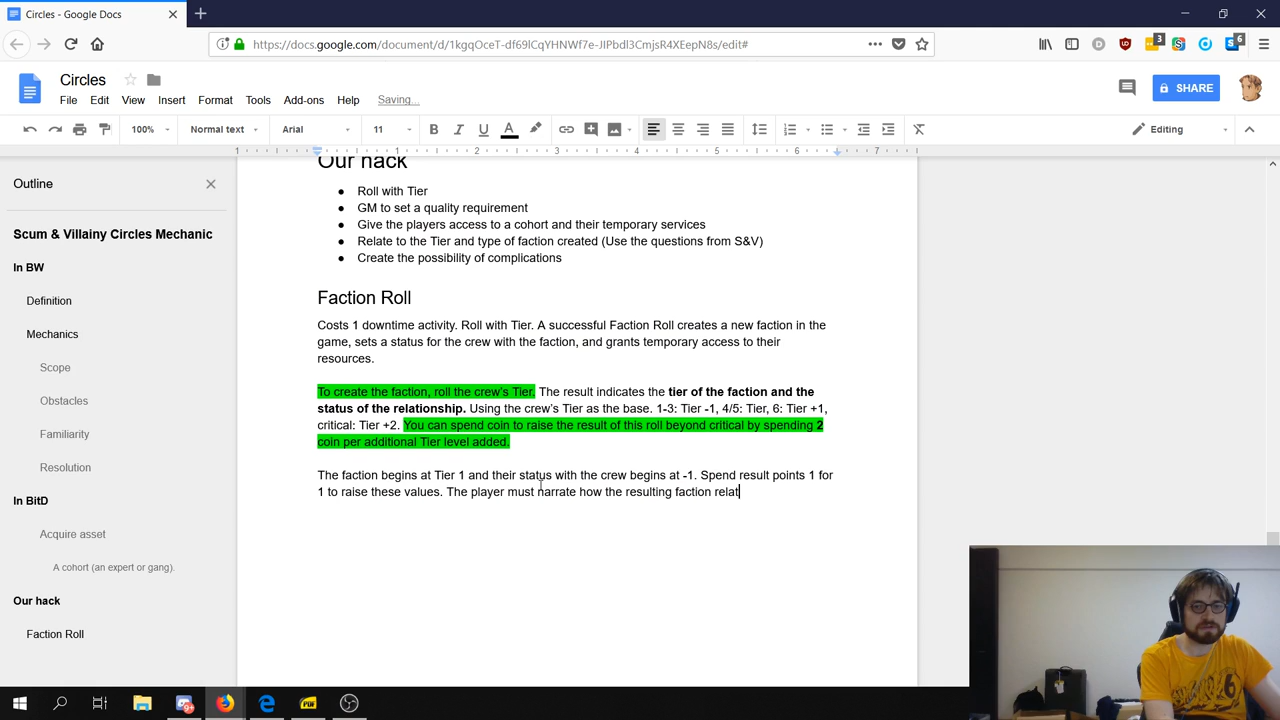 Circles - Google Docs
https://docs.google.com/document/d/1kgqOceT-df69lCqYHNWf7e-JIPbdl3CmjsR4XEepN8s/edit#
3
6
Circles
SHARE
File Edit View Insert Format Tools Add-ons Help Saving...
100% Normal text Arial 11 B I U A Editing
1 1 2 3 4 5 6 7
Outline
Scum & Villainy Circles Mechanic
In BW
Definition
Mechanics
Scope
Obstacles
Familiarity
Resolution
In BitD
Acquire asset
A cohort (an expert or gang).
Our hack
Faction Roll
Our hack
● Roll with Tier
● GM to set a quality requirement
● Give the players access to a cohort and their temporary services
● Relate to the Tier and type of faction created (Use the questions from S&V)
● Create the possibility of complications
Faction Roll
Costs 1 downtime activity. Roll with Tier. A successful Faction Roll creates a new faction in the
game, sets a status for the crew with the faction, and grants temporary access to their
resources.
To create the faction, roll the crew's Tier. The result indicates the tier of the faction and the
status of the relationship. Using the crew's Tier as the base. 1-3: Tier -1, 4/5: Tier, 6: Tier +1,
critical: Tier +2. You can spend coin to raise the result of this roll beyond critical by spending 2
coin per additional Tier level added.
The faction begins at Tier 1 and their status with the crew begins at -1. Spend result points 1 for
1 to raise these values. The player must narrate how the resulting faction relat